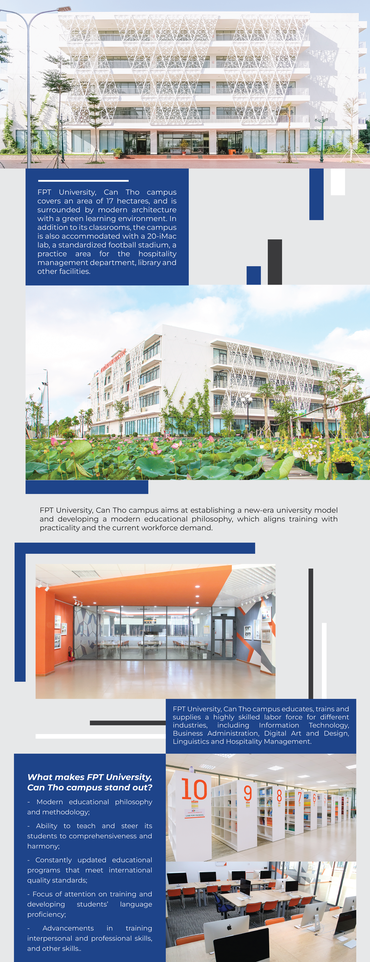 FPT University, Can Tho campus
covers an area of 17 hectares, and is
surrounded by modern architecture
with a green learning environment. In
addition to its classrooms, the campus
is also accommodated with a 20-iMac
lab, a standardized football stadium, a
practice area for the hospitality
management department, library and
other facilities.
FPT University, Can Tho campus aims at establishing a new-era university model
and developing a modern educational philosophy, which aligns training with
practicality and the current workforce demand.
FPT University, Can Tho campus educates, trains and
supplies a highly skilled labor force for different
industries, including Information Technology,
Business Administration, Digital Art and Design,
Linguistics and Hospitality Management.
What makes FPT University,
Can Tho campus stand out?
- Modern educational philosophy
and methodology;
- Ability to teach and steer its
students to comprehensiveness and
harmony;
- Constantly updated educational
programs that meet international
quality standards;
- Focus of attention on training and
developing students' language
proficiency;
- Advancements in training
interpersonal and professional skills,
and other skills..
10
9
8
7
6